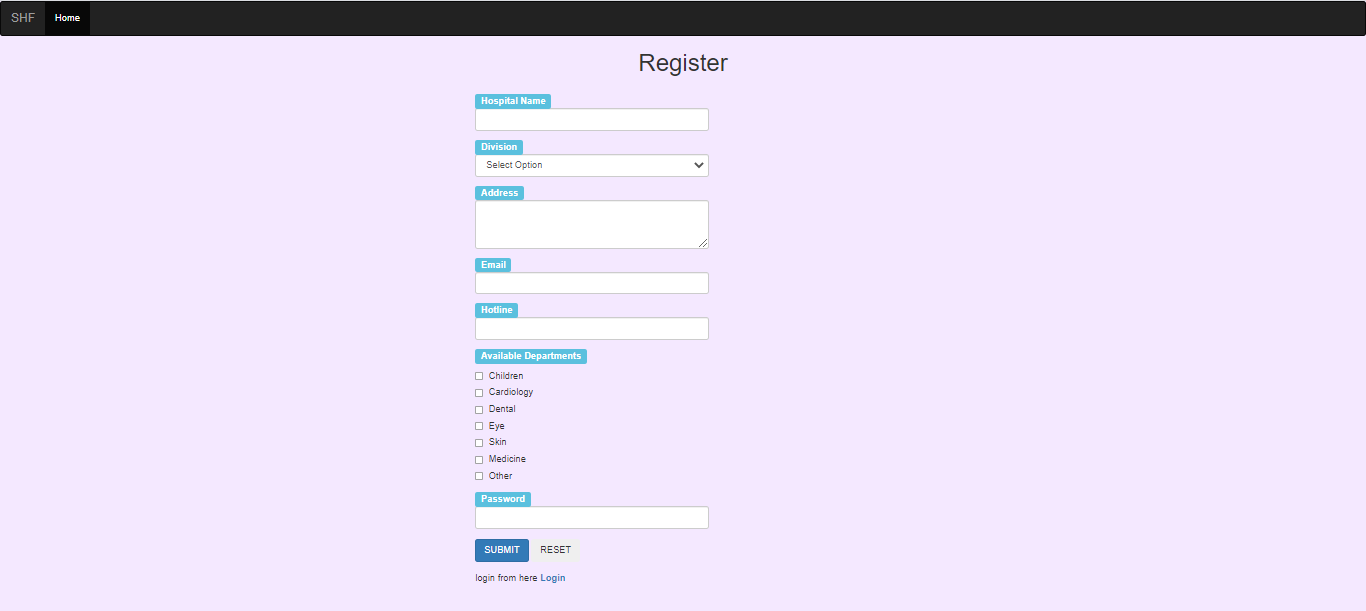 SHF Home
Register
Hospital Name
Division
Select Option
Address
Email
Hotline
Available Departments
Children
Cardiology
Dental
Eye
Skin
Medicine
Other
Password
SUBMIT RESET
login from here Login